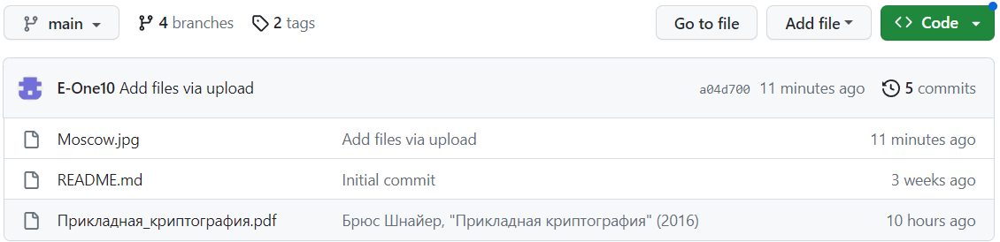 main 4 branches 2 tags Go to file Add file Code
E-One10 Add files via upload a04d700 11 minutes ago 5 commits
Moscow.jpg Add files via upload 11 minutes ago
README.md Initial commit 3 weeks ago
Прикладная_криптография.pdf Брюс Шнайер, "Прикладная криптография" (2016) 10 hours ago